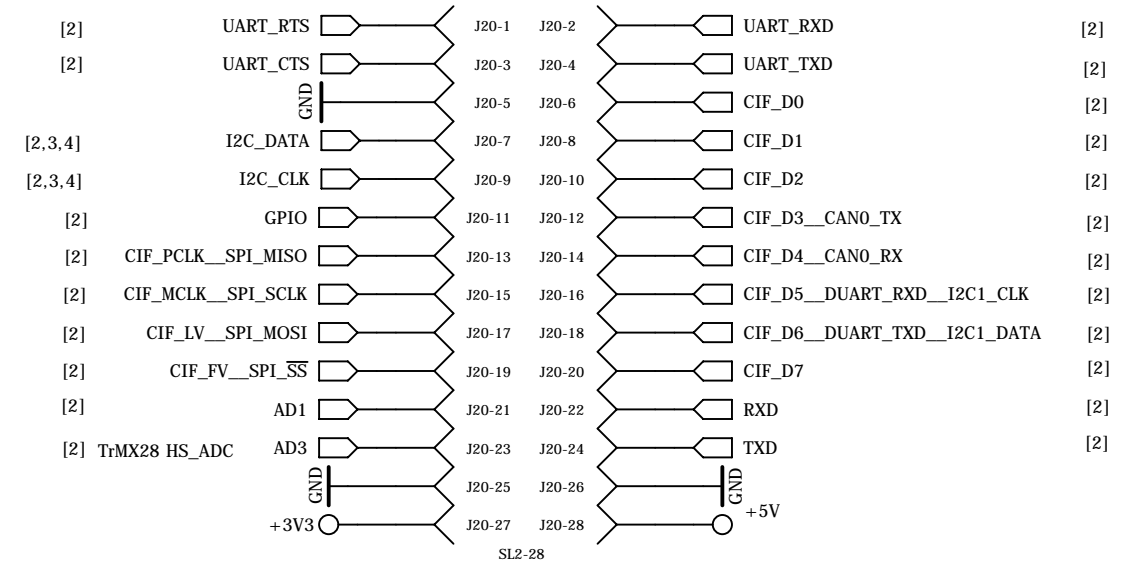 [2] UART_RTS J20-1 J20-2 UART_RXD [2]
[2] UART_CTS J20-3 J20-4 UART_TXD [2]
GND J20-5 J20-6 CIF_D0 [2]
[2,3,4] I2C_DATA J20-7 J20-8 CIF_D1 [2]
[2,3,4] I2C_CLK J20-9 J20-10 CIF_D2 [2]
[2] GPIO J20-11 J20-12 CIF_D3__CAN0_TX [2]
[2] CIF_PCLK__SPI_MISO J20-13 J20-14 CIF_D4__CAN0_RX [2]
[2] CIF_MCLK__SPI_SCLK J20-15 J20-16 CIF_D5__DUART_RXD__I2C1_CLK [2]
[2] CIF_LV__SPI_MOSI J20-17 J20-18 CIF_D6__DUART_TXD__I2C1_DATA [2]
[2] CIF_FV__SPI_SS J20-19 J20-20 CIF_D7 [2]
[2] AD1 J20-21 J20-22 RXD [2]
[2] TrMX28 HS_ADC AD3 J20-23 J20-24 TXD [2]
GND J20-25 J20-26 GND
+3V3 J20-27 J20-28 +5V
SL2-28